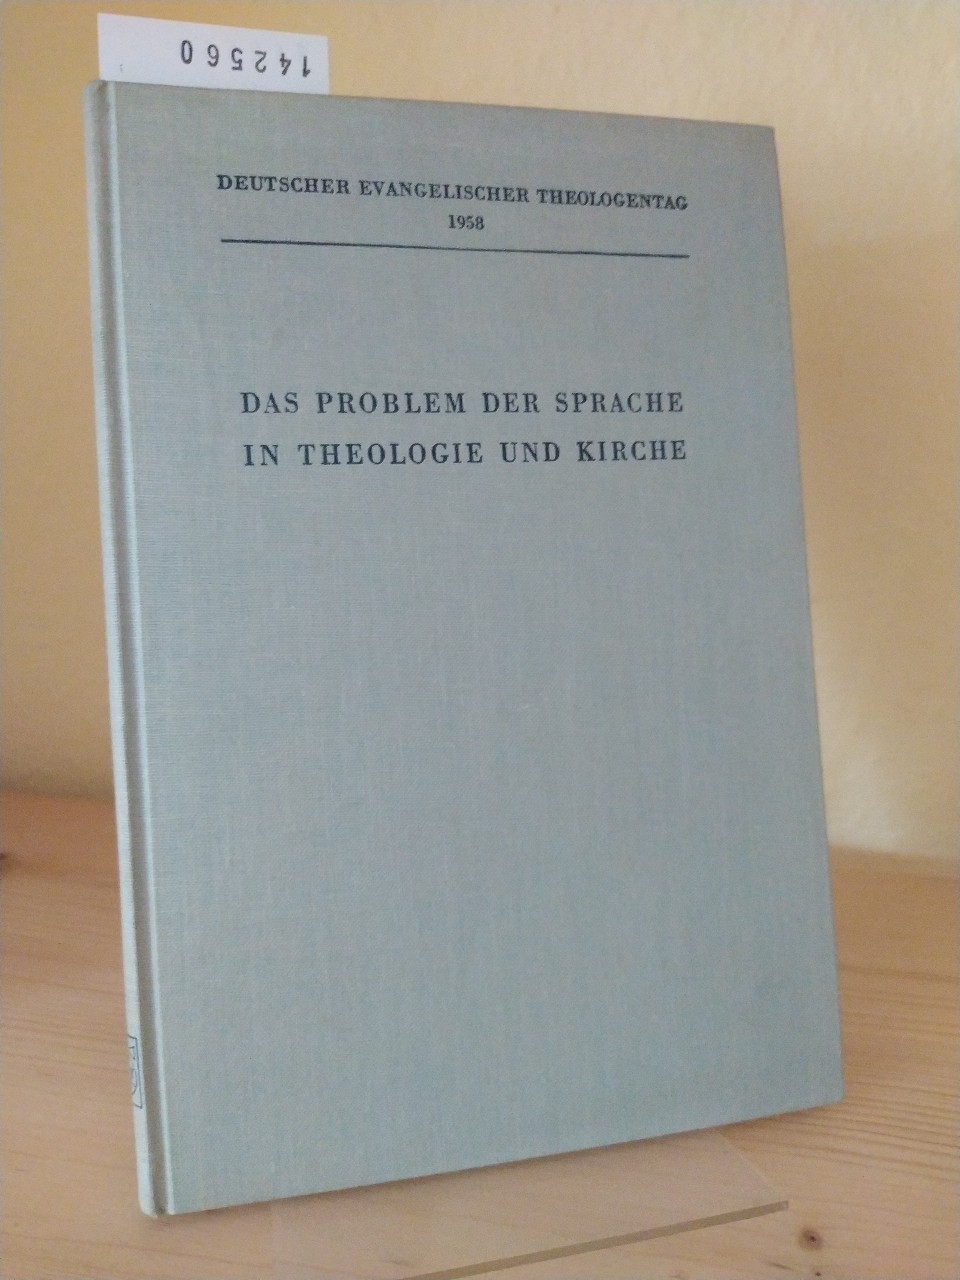 142560
DEUTSCHER EVANGELISCHER THEOLOGENTAG
1958
DAS PROBLEM DER SPRACHE
IN THEOLOGIE UND KIRCHE